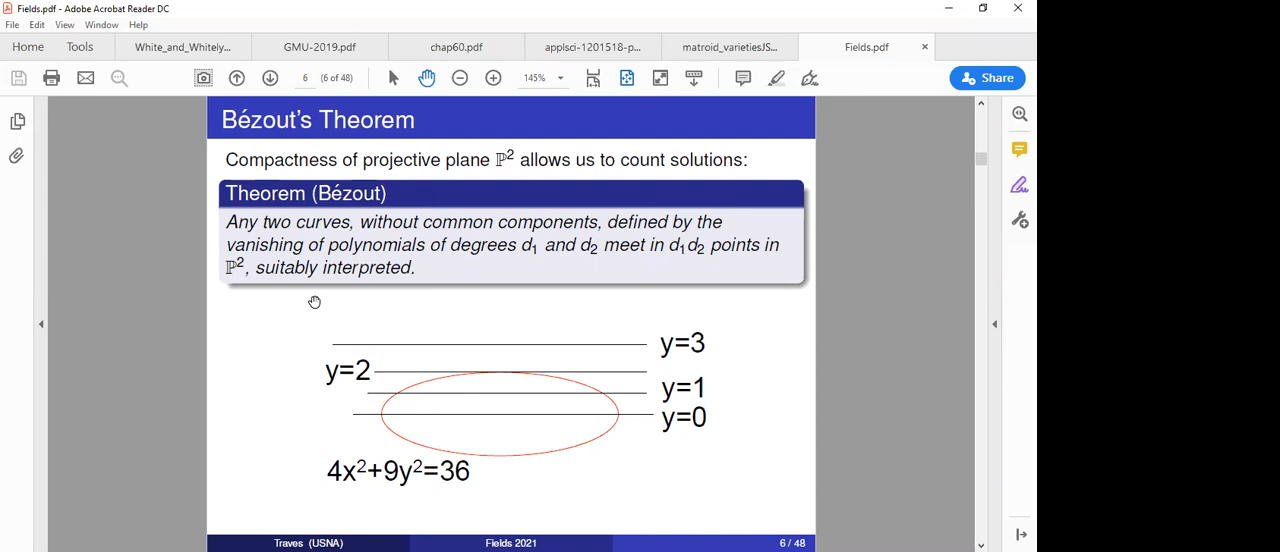 Fields.pdf - Adobe Acrobat Reader DC
File Edit View Window Help
Home Tools White_and_Whitely,... GMU-2019.pdf chap60.pdf applsci-1201518-p... matroid_varietiesJS... Fields.pdf ×
6 (6 of 48) 145% Share
Bézout's Theorem
Compactness of projective plane ℙ² allows us to count solutions:
Theorem (Bézout)
Any two curves, without common components, defined by the
vanishing of polynomials of degrees d₁ and d₂ meet in d₁d₂ points in
ℙ², suitably interpreted.
y=3
y=2
y=1
y=0
4x²+9y²=36
Traves (USNA) Fields 2021 6 / 48